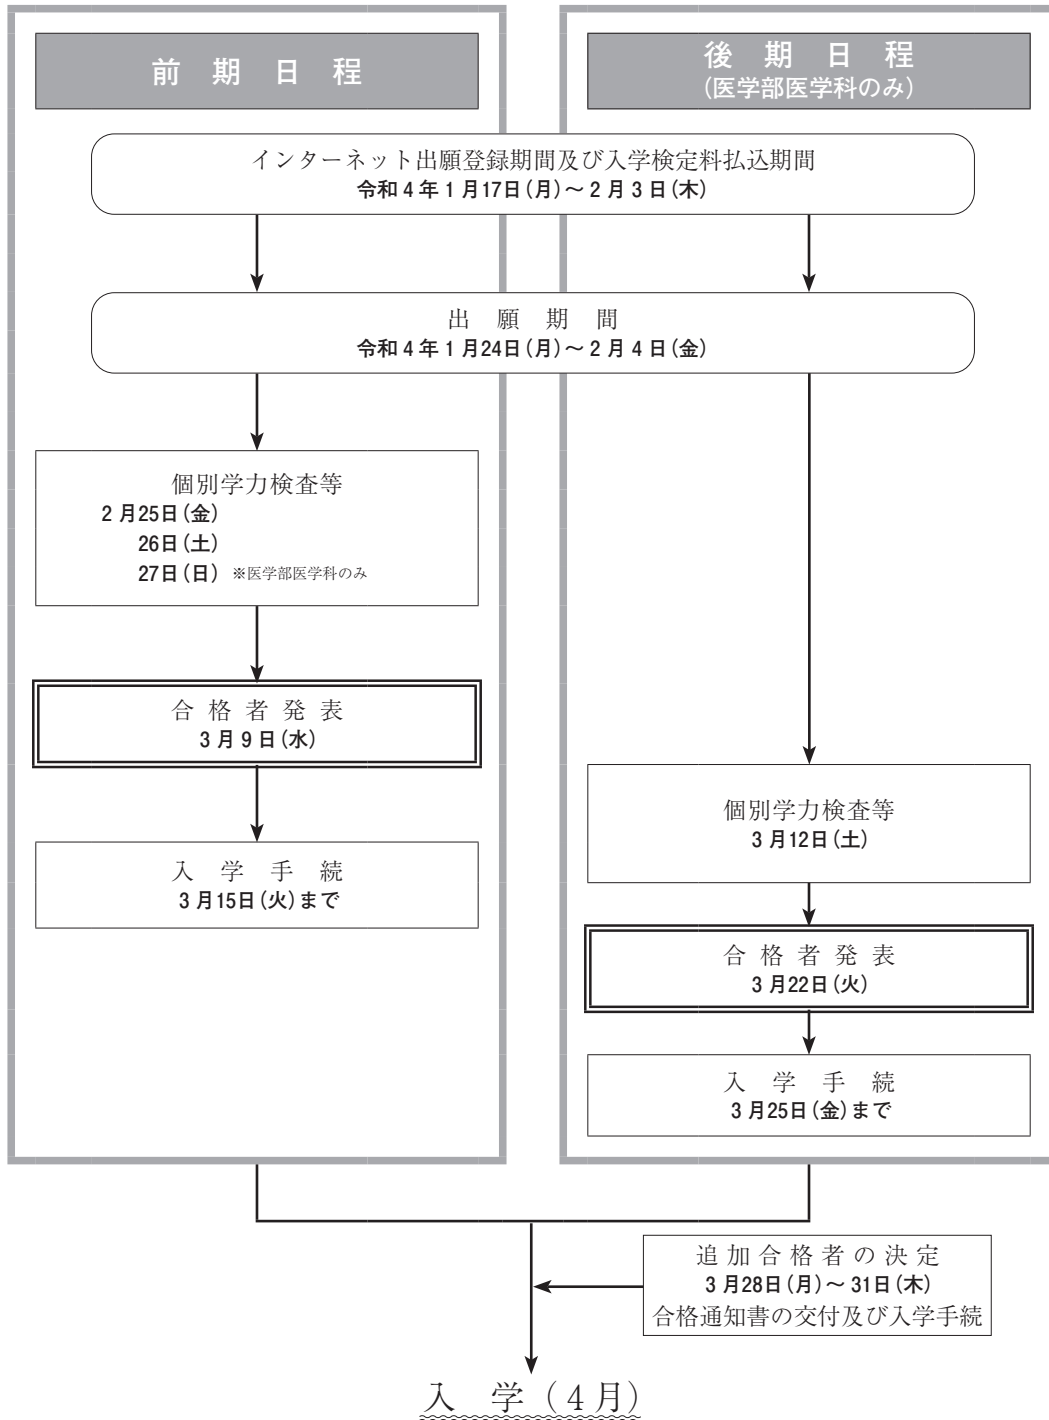 前期日程
後期日程
(医学部医学科のみ)
インターネット出願登録期間及び入学検定料払込期間
令和4年1月17日(月)～2月3日(木)
出願期間
令和4年1月24日(月)～2月4日(金)
個別学力検査等
2月25日(金)
26日(土)
27日(日) ※医学部医学科のみ
合格者発表
3月9日(水)
入学手続
3月15日(火)まで
個別学力検査等
3月12日(土)
合格者発表
3月22日(火)
入学手続
3月25日(金)まで
追加合格者の決定
3月28日(月)～31日(木)
合格通知書の交付及び入学手続
入学(4月)